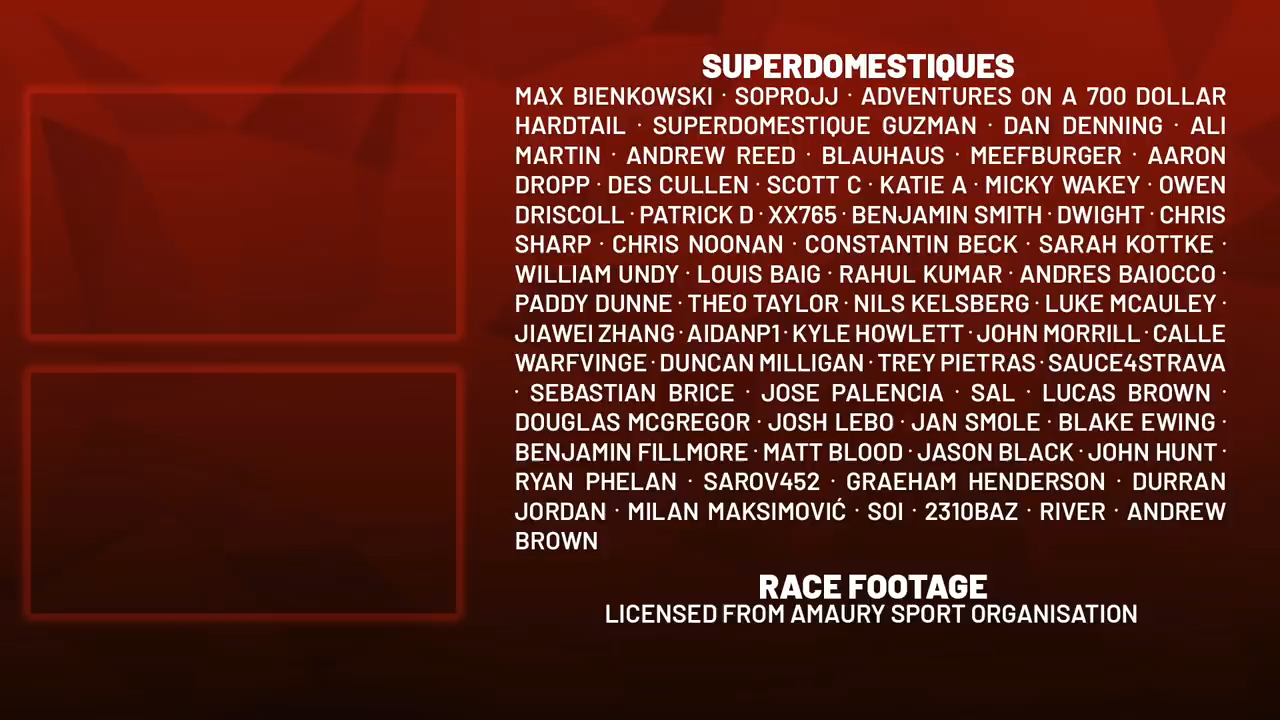 SUPERDOMESTIQUES
MAX BIENKOWSKI · SOPROJJ · ADVENTURES ON A 700 DOLLAR
HARDTAIL · SUPERDOMESTIQUE GUZMAN · DAN DENNING · ALI
MARTIN · ANDREW REED · BLAUHAUS · MEEFBURGER · AARON
DROPP · DES CULLEN · SCOTT C · KATIE A · MICKY WAKEY · OWEN
DRISCOLL · PATRICK D · XX765 · BENJAMIN SMITH · DWIGHT · CHRIS
SHARP · CHRIS NOONAN · CONSTANTIN BECK · SARAH KOTTKE ·
WILLIAM UNDY · LOUIS BAIG · RAHUL KUMAR · ANDRES BAIOCCO ·
PADDY DUNNE · THEO TAYLOR · NILS KELSBERG · LUKE MCAULEY ·
JIAWEI ZHANG · AIDANP1 · KYLE HOWLETT · JOHN MORRILL · CALLE
WARFVINGE · DUNCAN MILLIGAN · TREY PIETRAS · SAUCE4STRAVA
· SEBASTIAN BRICE · JOSE PALENCIA · SAL · LUCAS BROWN ·
DOUGLAS MCGREGOR · JOSH LEBO · JAN SMOLE · BLAKE EWING ·
BENJAMIN FILLMORE · MATT BLOOD · JASON BLACK · JOHN HUNT ·
RYAN PHELAN · SAROV452 · GRAEHAM HENDERSON · DURRAN
JORDAN · MILAN MAKSIMOVIĆ · SOI · 2310BAZ · RIVER · ANDREW
BROWN
RACE FOOTAGE
LICENSED FROM AMAURY SPORT ORGANISATION